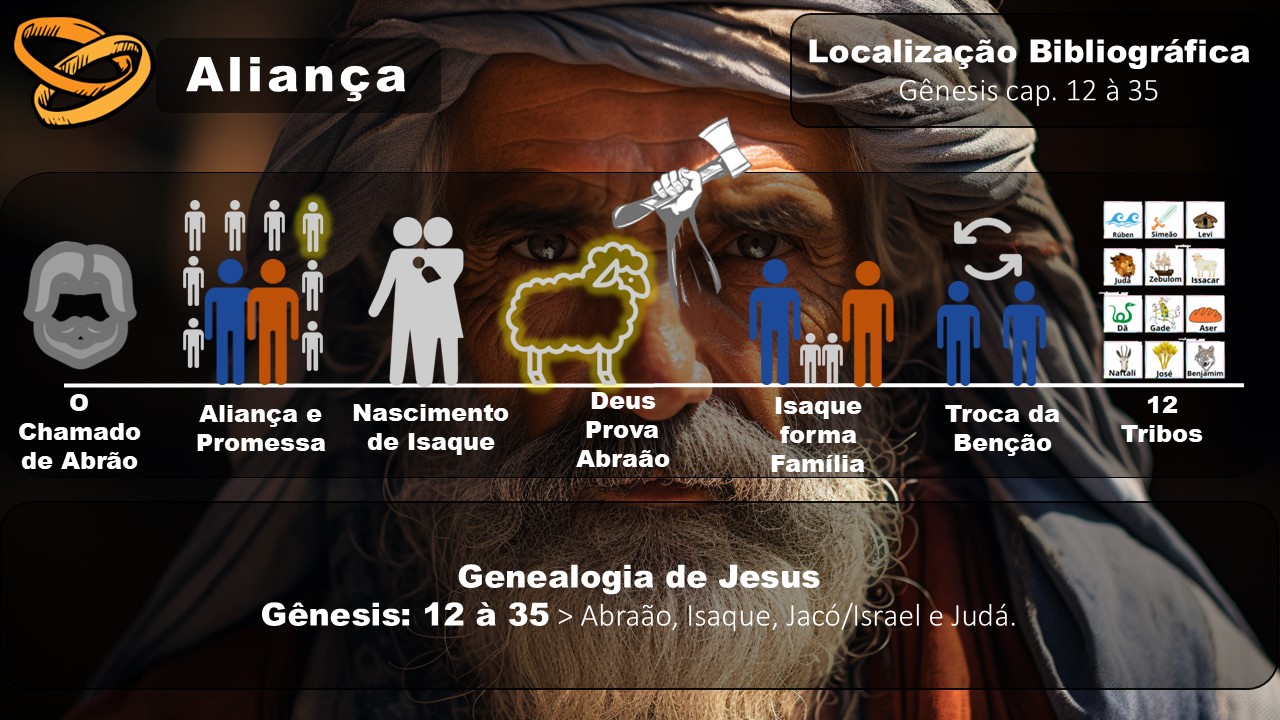 Aliança
Localização Bibliográfica
Gênesis cap. 12 à 35
Rúben
Simeão
Levi
Judá
Zebulom
Issacar
Dã
Gade
Aser
Naftali
José
Benjamim
O
Chamado
de Abrão
Aliança e
Promessa
Nascimento
de Isaque
Deus
Prova
Abraão
Isaque
forma
Família
Troca da
Benção
12
Tribos
Genealogia de Jesus
Gênesis: 12 à 35 > Abraão, Isaque, Jacó/Israel e Judá.